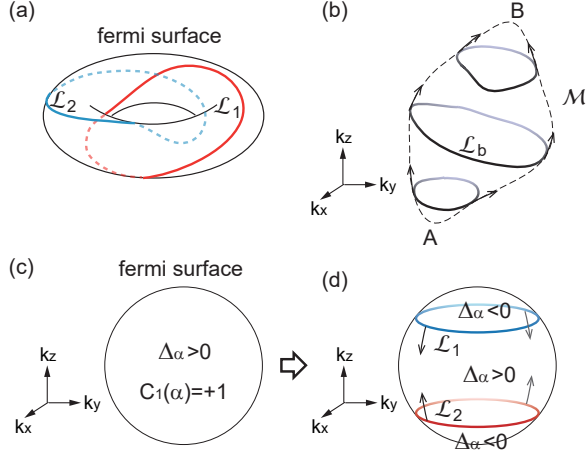 (a)
fermi surface
ℒ₂
ℒ₁
(b)
B
ℳ
ℒb
kz
ky
kx
A
(c)
fermi surface
Δα>0
C₁(α)=+1
kz
ky
kx
(d)
Δα<0
ℒ₁
Δα>0
ℒ₂
Δα<0
kz
ky
kx